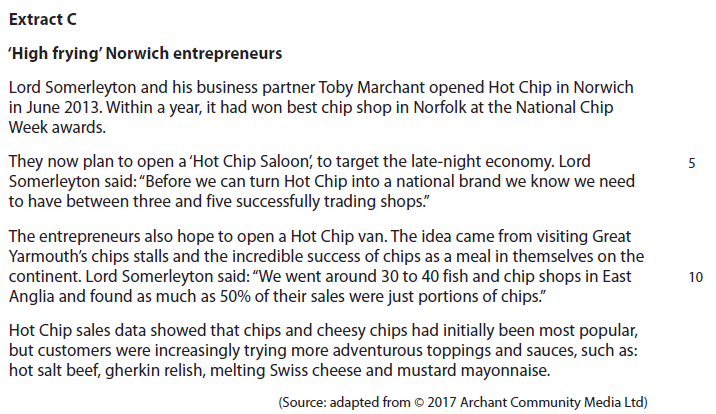 Extract C
‘High frying’ Norwich entrepreneurs
Lord Somerleyton and his business partner Toby Marchant opened Hot Chip in Norwich
in June 2013. Within a year, it had won best chip shop in Norfolk at the National Chip
Week awards.
They now plan to open a ‘Hot Chip Saloon’, to target the late-night economy. Lord 5
Somerleyton said: “Before we can turn Hot Chip into a national brand we know we need
to have between three and five successfully trading shops.”
The entrepreneurs also hope to open a Hot Chip van. The idea came from visiting Great
Yarmouth’s chips stalls and the incredible success of chips as a meal in themselves on the
continent. Lord Somerleyton said: “We went around 30 to 40 fish and chip shops in East 10
Anglia and found as much as 50% of their sales were just portions of chips.”
Hot Chip sales data showed that chips and cheesy chips had initially been most popular,
but customers were increasingly trying more adventurous toppings and sauces, such as:
hot salt beef, gherkin relish, melting Swiss cheese and mustard mayonnaise.
(Source: adapted from © 2017 Archant Community Media Ltd)